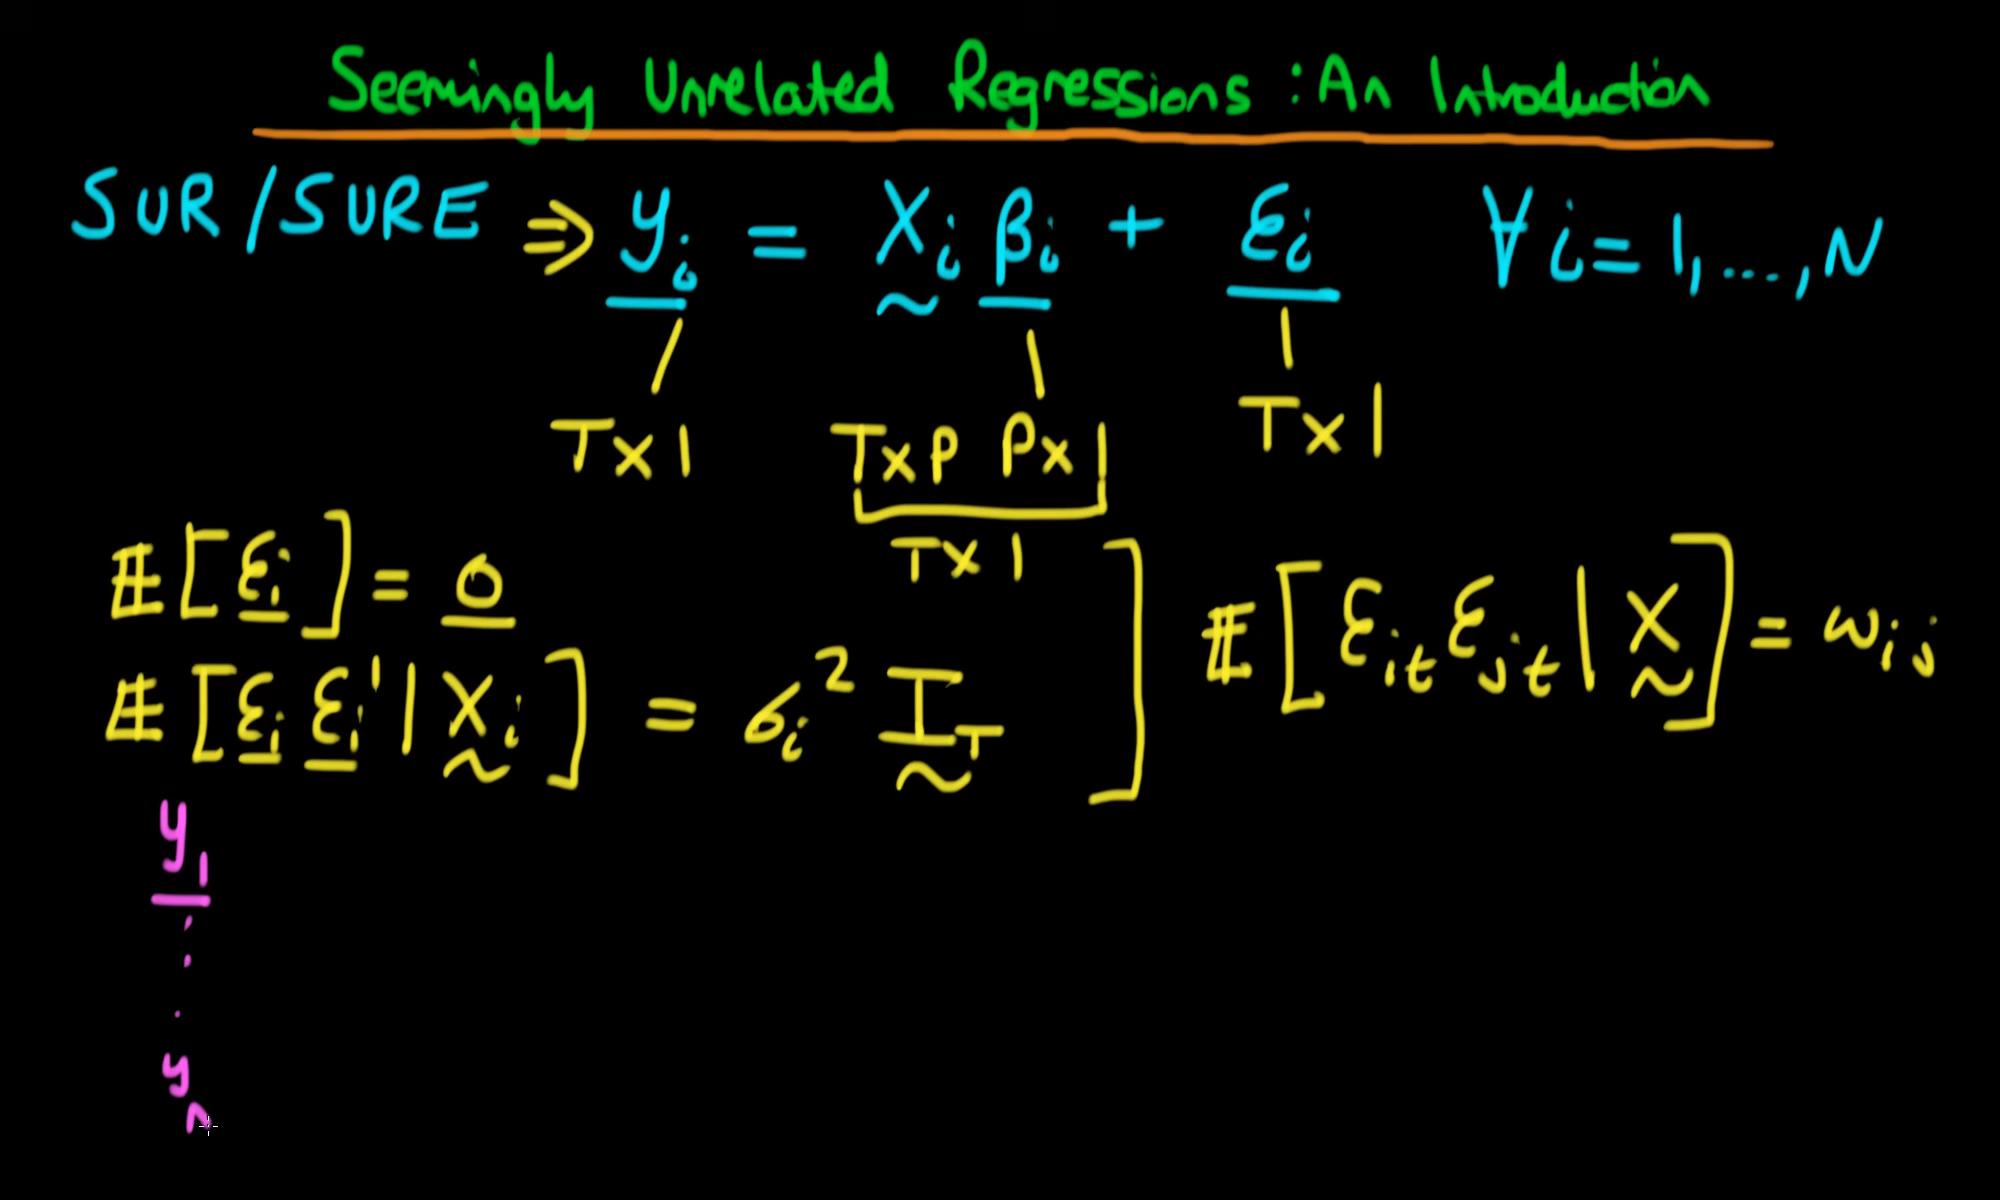 Seemingly Unrelated Regressions : An Introduction
SUR/SURE ⇒ y_i = X_i β_i + ε_i ∀ i = 1, ..., N
T x 1 T x P P x 1 T x 1
T x 1
E[ε_i] = 0
E[ε_i ε_i' | X_i] = σ_i² I_T ] E[ε_it ε_jt | X] = ω_ij
y_1
⋮
y_n